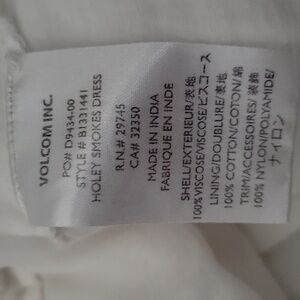 VOLCOM INC.
PO# D9434-00
STYLE # B1331441
HOLEY SMOKES DRESS
R.N.# 29745
CA# 32350
MADE IN INDIA
FABRIQUE EN INDE
SHELL/EXTERIEUR/表地
100% VISCOSE/VISCOSE/ビスコース
LINING/DOUBLURE/裏地
100% COTTON/COTON/綿
TRIM/ACCESSOIRES/装飾
100% NYLON/POLYAMIDE/
ナイロン